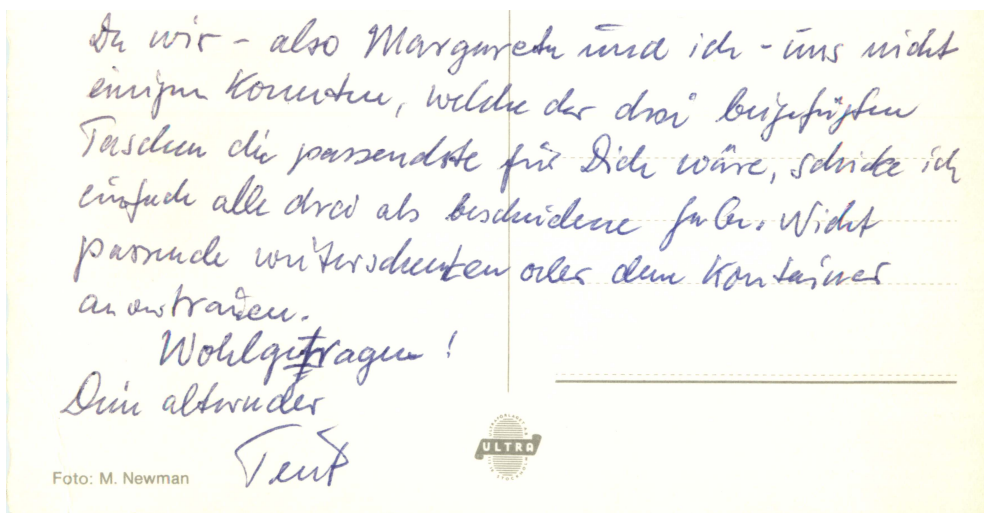 Da wir - also Margarete und ich - uns nicht
einigen konnten, welche der drei beigefügten
Taschen die passendste für Dich wäre, schicke ich
einfach alle drei als bescheidene Gabe. Nicht
passende weiterschenken oder dem Kontainer
anvertrauen.
Wohlgetragen!
Dein alternder
ULTRA
Foto: M. Newman